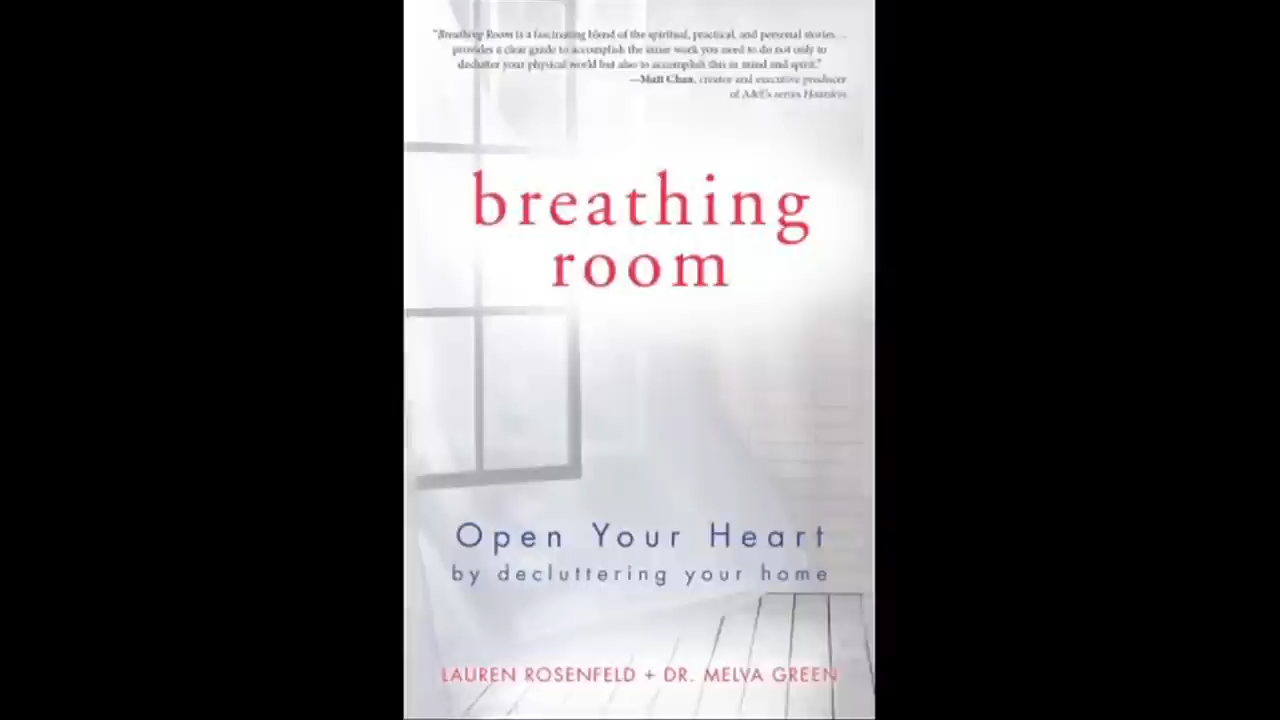 "Breathing Room is a fascinating blend of the spiritual, practical, and personal stories...
provides a clear guide to accomplish the inner work you need to do not only to
declutter your physical world but also to accomplish this in mind and spirit."
—Matt Chan, creator and executive producer
of A&E's series Hoarders
breathing
room
Open Your Heart
by decluttering your home
LAUREN ROSENFELD + DR. MELVA GREEN